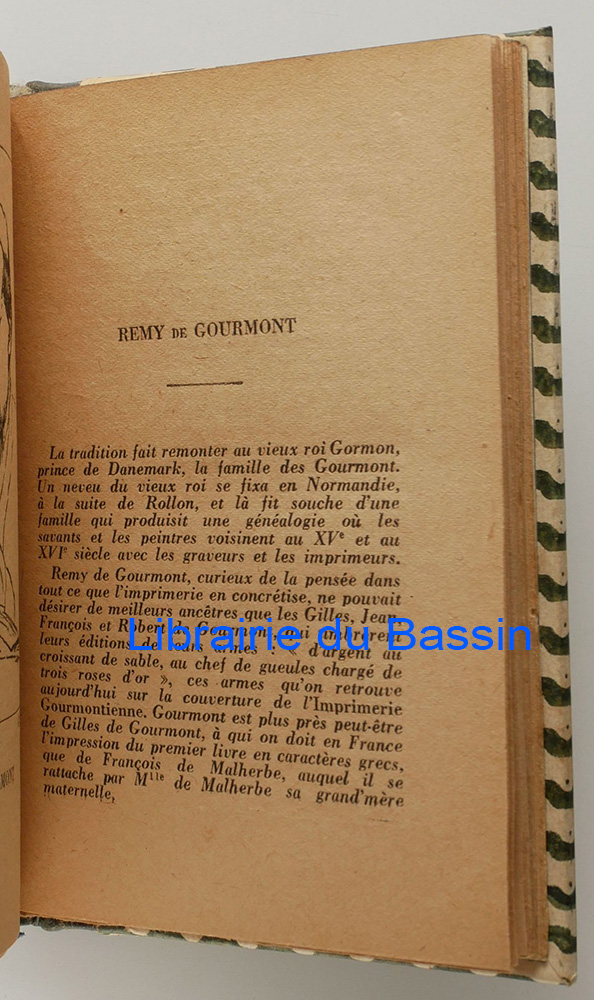 REMY DE GOURMONT
La tradition fait remonter au vieux roi Gormon,
prince de Danemark, la famille des Gourmont.
Un neveu du vieux roi se fixa en Normandie,
à la suite de Rollon, et là fit souche d'une
famille qui produisit une généalogie où les
savants et les peintres voisinent au XVe et au
XVIe siècle avec les graveurs et les imprimeurs.
Remy de Gourmont, curieux de la pensée dans
tout ce que l'imprimerie en concrétise, ne pouvait
désirer de meilleurs ancêtres que les Gilles, Jean,
François et Robert de Gourmont, qui
leurs éditions de leurs armes : « d'argent au
croissant de sable, au chef de gueules chargé de
trois roses d'or », ces armes qu'on retrouve
aujourd'hui sur la couverture de l'Imprimerie
Gourmontienne. Gourmont est plus près peut-être
de Gilles de Gourmont, à qui on doit en France
l'impression du premier livre en caractères grecs,
que de François de Malherbe, auquel il se
rattache par Mlle de Malherbe sa grand'mère
maternelle,
Librairie du Bassin